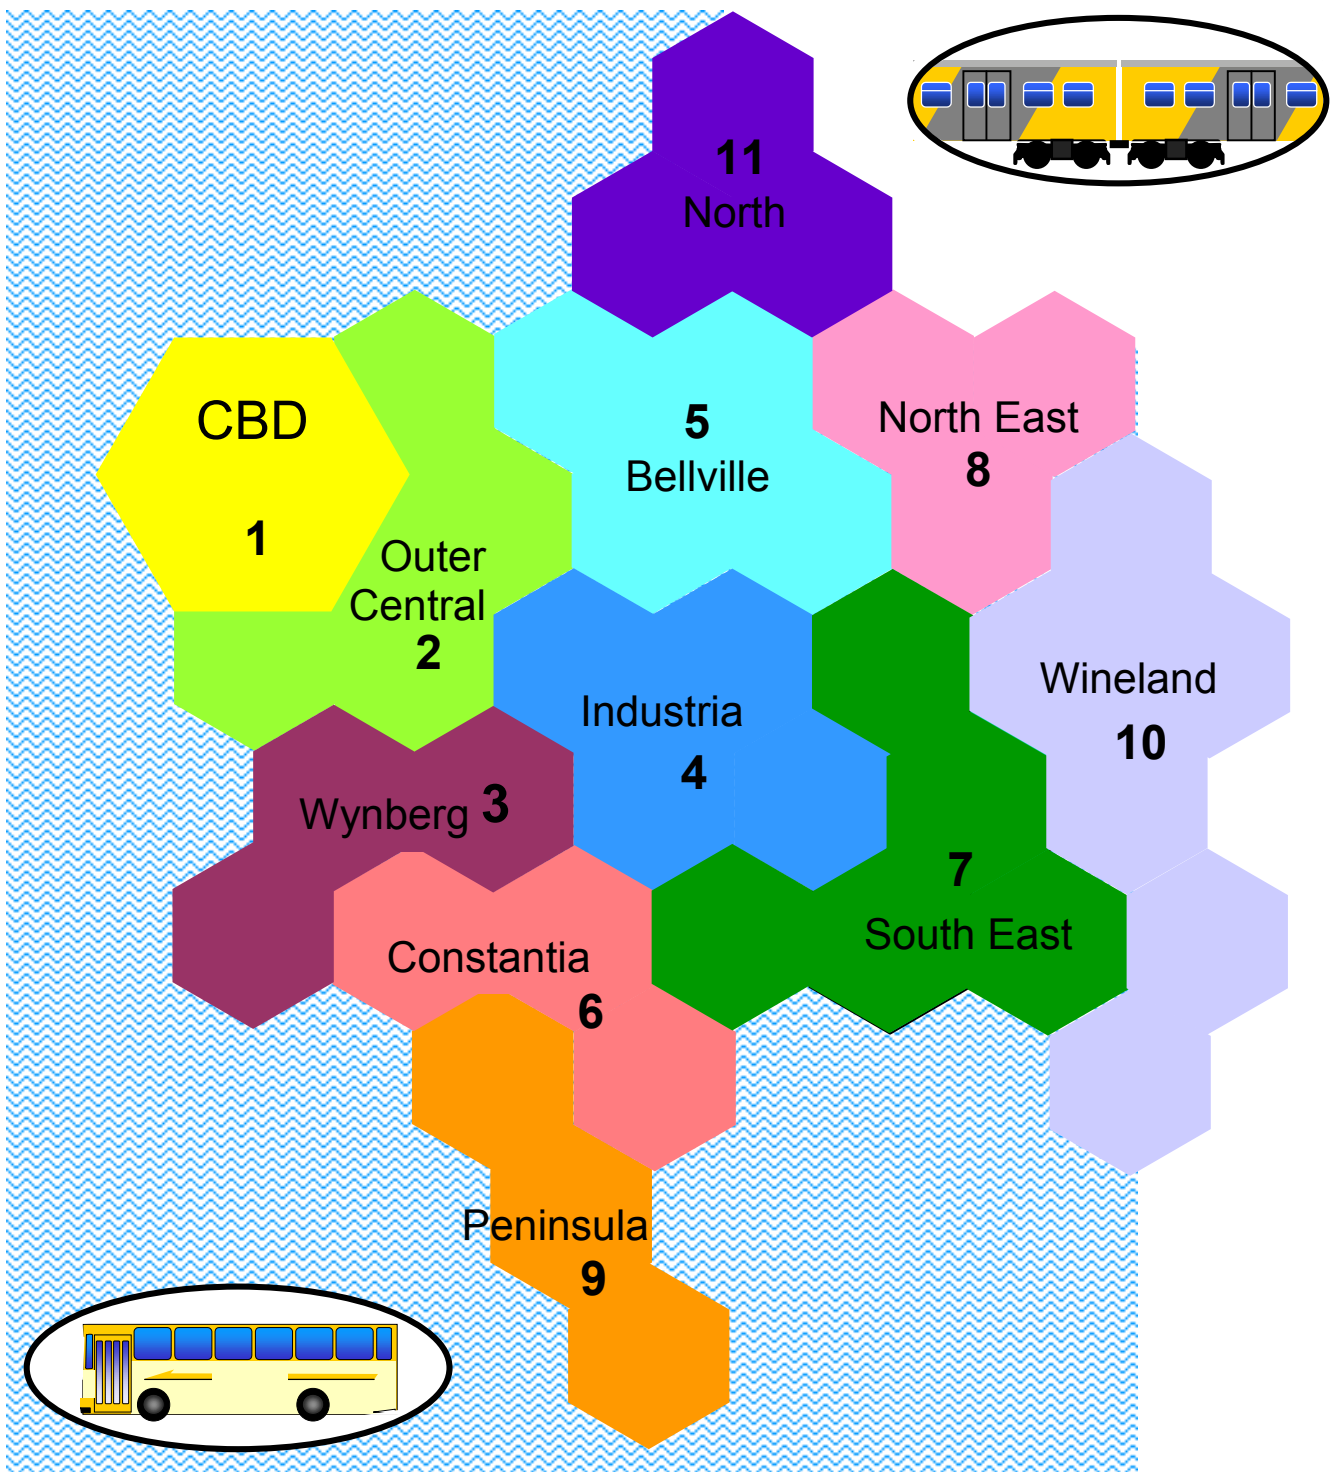 11
North
CBD
1
5
Bellville
North East
8
Outer
Central
2
Industria
4
Wineland
10
Wynberg 3
7
South East
Constantia
6
Peninsula
9